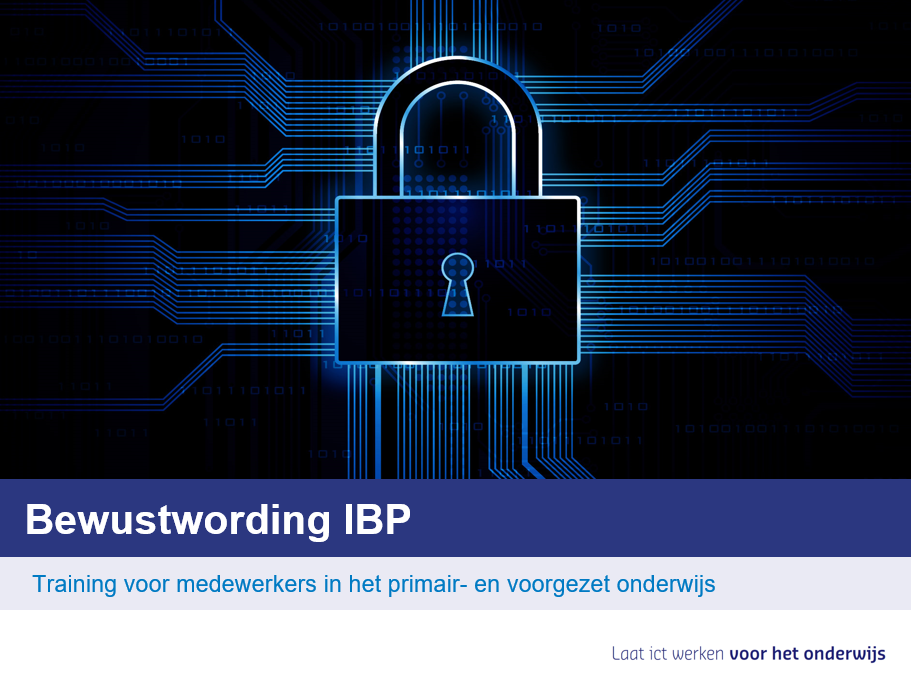 Bewustwording IBP
Training voor medewerkers in het primair- en voorgezet onderwijs
Laat ict werken voor het onderwijs